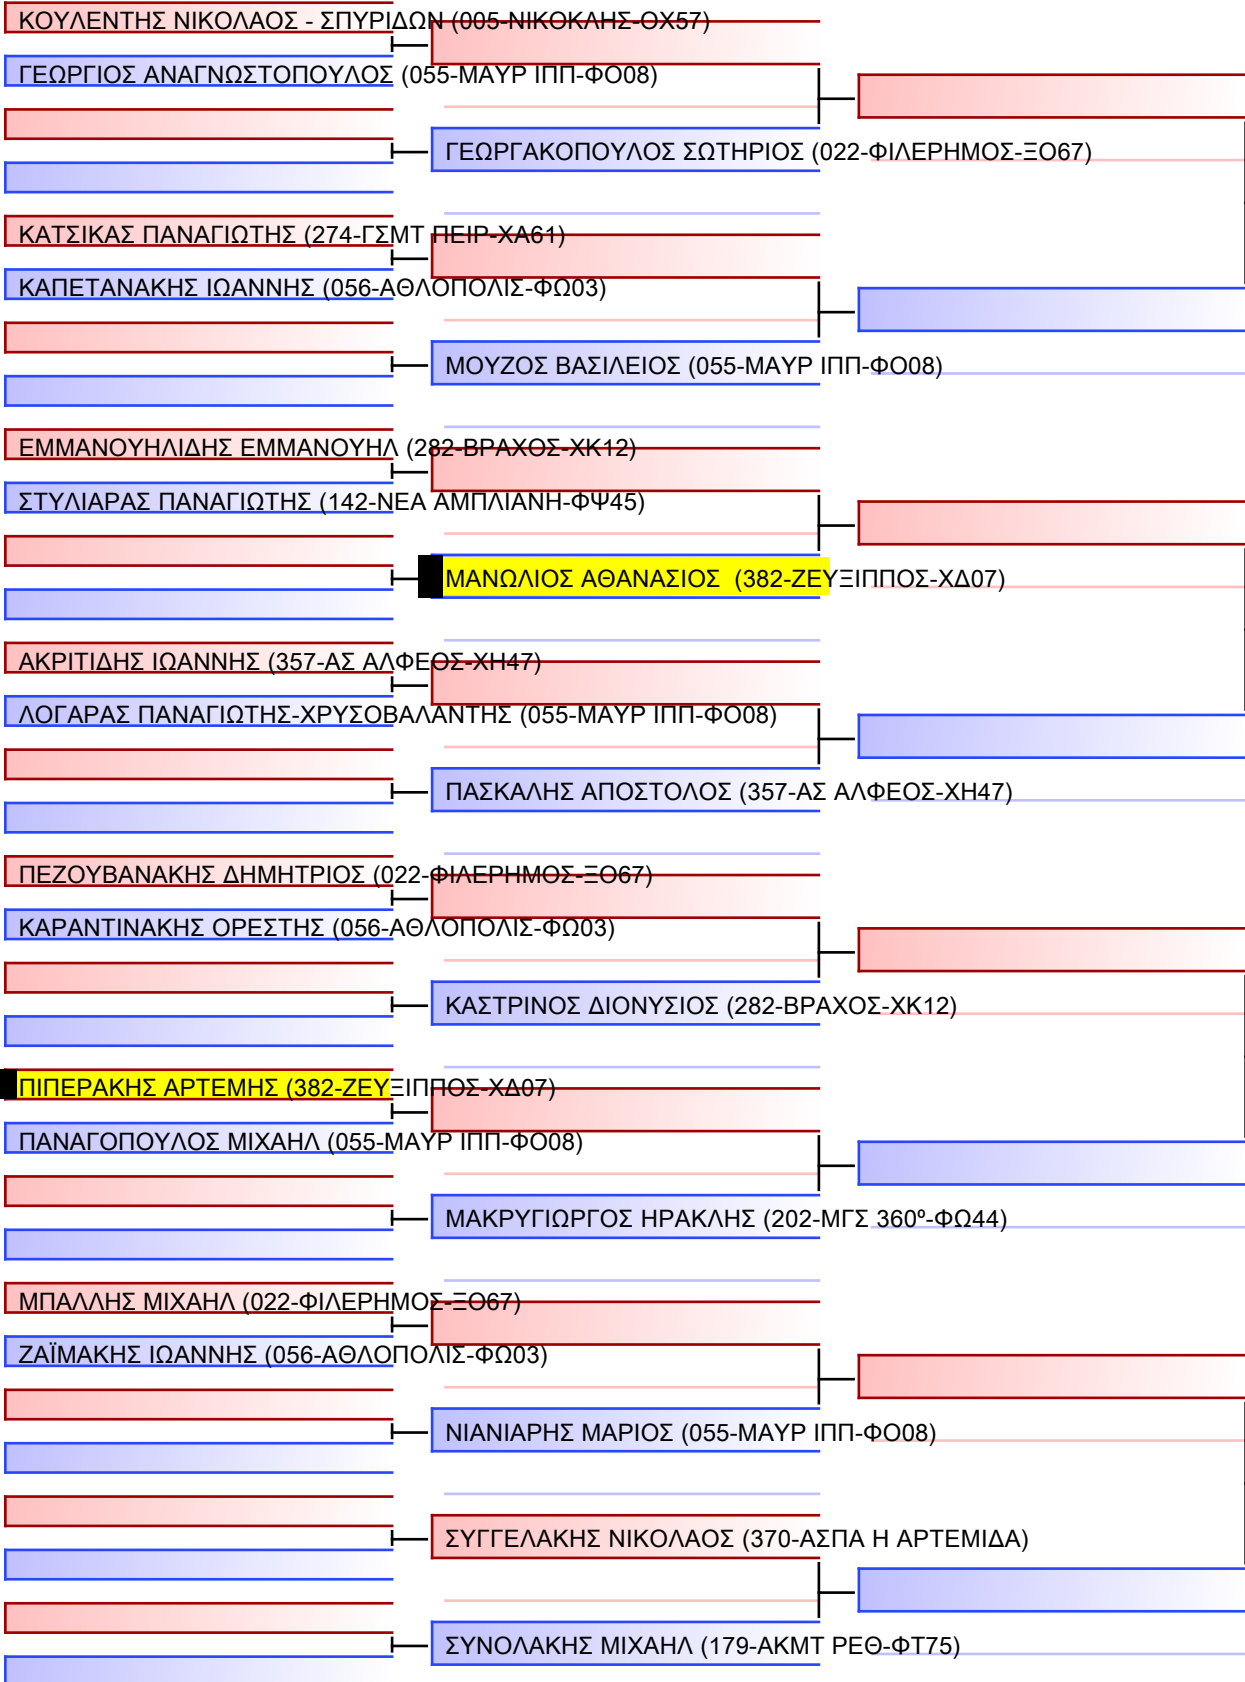 ΚΟΥΛΕΝΤΗΣ ΝΙΚΟΛΑΟΣ - ΣΠΥΡΙΔΩΝ (005-ΝΙΚΟΚΛΗΣ-ΟΧ57)
ΓΕΩΡΓΙΟΣ ΑΝΑΓΝΩΣΤΟΠΟΥΛΟΣ (055-ΜΑΥΡ ΙΠΠ-ΦΟ08)
ΓΕΩΡΓΑΚΟΠΟΥΛΟΣ ΣΩΤΗΡΙΟΣ (022-ΦΙΛΕΡΗΜΟΣ-ΞΟ67)
ΚΑΤΣΙΚΑΣ ΠΑΝΑΓΙΩΤΗΣ (274-ΓΣΜΤ ΠΕΙΡ-ΧΑ61)
ΚΑΠΕΤΑΝΑΚΗΣ ΙΩΑΝΝΗΣ (056-ΑΘΛΟΠΟΛΙΣ-ΦΩ03)
ΜΟΥΖΟΣ ΒΑΣΙΛΕΙΟΣ (055-ΜΑΥΡ ΙΠΠ-ΦΟ08)
ΕΜΜΑΝΟΥΗΛΙΔΗΣ ΕΜΜΑΝΟΥΗΛ (282-ΒΡΑΧΟΣ-ΧΚ12)
ΣΤΥΛΙΑΡΑΣ ΠΑΝΑΓΙΩΤΗΣ (142-ΝΕΑ ΑΜΠΛΙΑΝΗ-ΦΨ45)
ΜΑΝΩΛΙΟΣ ΑΘΑΝΑΣΙΟΣ  (382-ΖΕΥΞΙΠΠΟΣ-ΧΔ07)
ΑΚΡΙΤΙΔΗΣ ΙΩΑΝΝΗΣ (357-ΑΣ ΑΛΦΕΟΣ-ΧΗ47)
ΛΟΓΑΡΑΣ ΠΑΝΑΓΙΩΤΗΣ-ΧΡΥΣΟΒΑΛΑΝΤΗΣ (055-ΜΑΥΡ ΙΠΠ-ΦΟ08)
ΠΑΣΚΑΛΗΣ ΑΠΟΣΤΟΛΟΣ (357-ΑΣ ΑΛΦΕΟΣ-ΧΗ47)
ΠΕΖΟΥΒΑΝΑΚΗΣ ΔΗΜΗΤΡΙΟΣ (022-ΦΙΛΕΡΗΜΟΣ-ΞΟ67)
ΚΑΡΑΝΤΙΝΑΚΗΣ ΟΡΕΣΤΗΣ (056-ΑΘΛΟΠΟΛΙΣ-ΦΩ03)
ΚΑΣΤΡΙΝΟΣ ΔΙΟΝΥΣΙΟΣ (282-ΒΡΑΧΟΣ-ΧΚ12)
ΠΙΠΕΡΑΚΗΣ ΑΡΤΕΜΗΣ (382-ΖΕΥΞΙΠΠΟΣ-ΧΔ07)
ΠΑΝΑΓΟΠΟΥΛΟΣ ΜΙΧΑΗΛ (055-ΜΑΥΡ ΙΠΠ-ΦΟ08)
ΜΑΚΡΥΓΙΩΡΓΟΣ ΗΡΑΚΛΗΣ (202-ΜΓΣ 360º-ΦΩ44)
ΜΠΑΛΛΗΣ ΜΙΧΑΗΛ (022-ΦΙΛΕΡΗΜΟΣ-ΞΟ67)
ΖΑΪΜΑΚΗΣ ΙΩΑΝΝΗΣ (056-ΑΘΛΟΠΟΛΙΣ-ΦΩ03)
ΝΙΑΝΙΑΡΗΣ ΜΑΡΙΟΣ (055-ΜΑΥΡ ΙΠΠ-ΦΟ08)
ΣΥΓΓΕΛΑΚΗΣ ΝΙΚΟΛΑΟΣ (370-ΑΣΠΑ Η ΑΡΤΕΜΙΔΑ)
ΣΥΝΟΛΑΚΗΣ ΜΙΧΑΗΛ (179-ΑΚΜΤ ΡΕΘ-ΦΤ75)